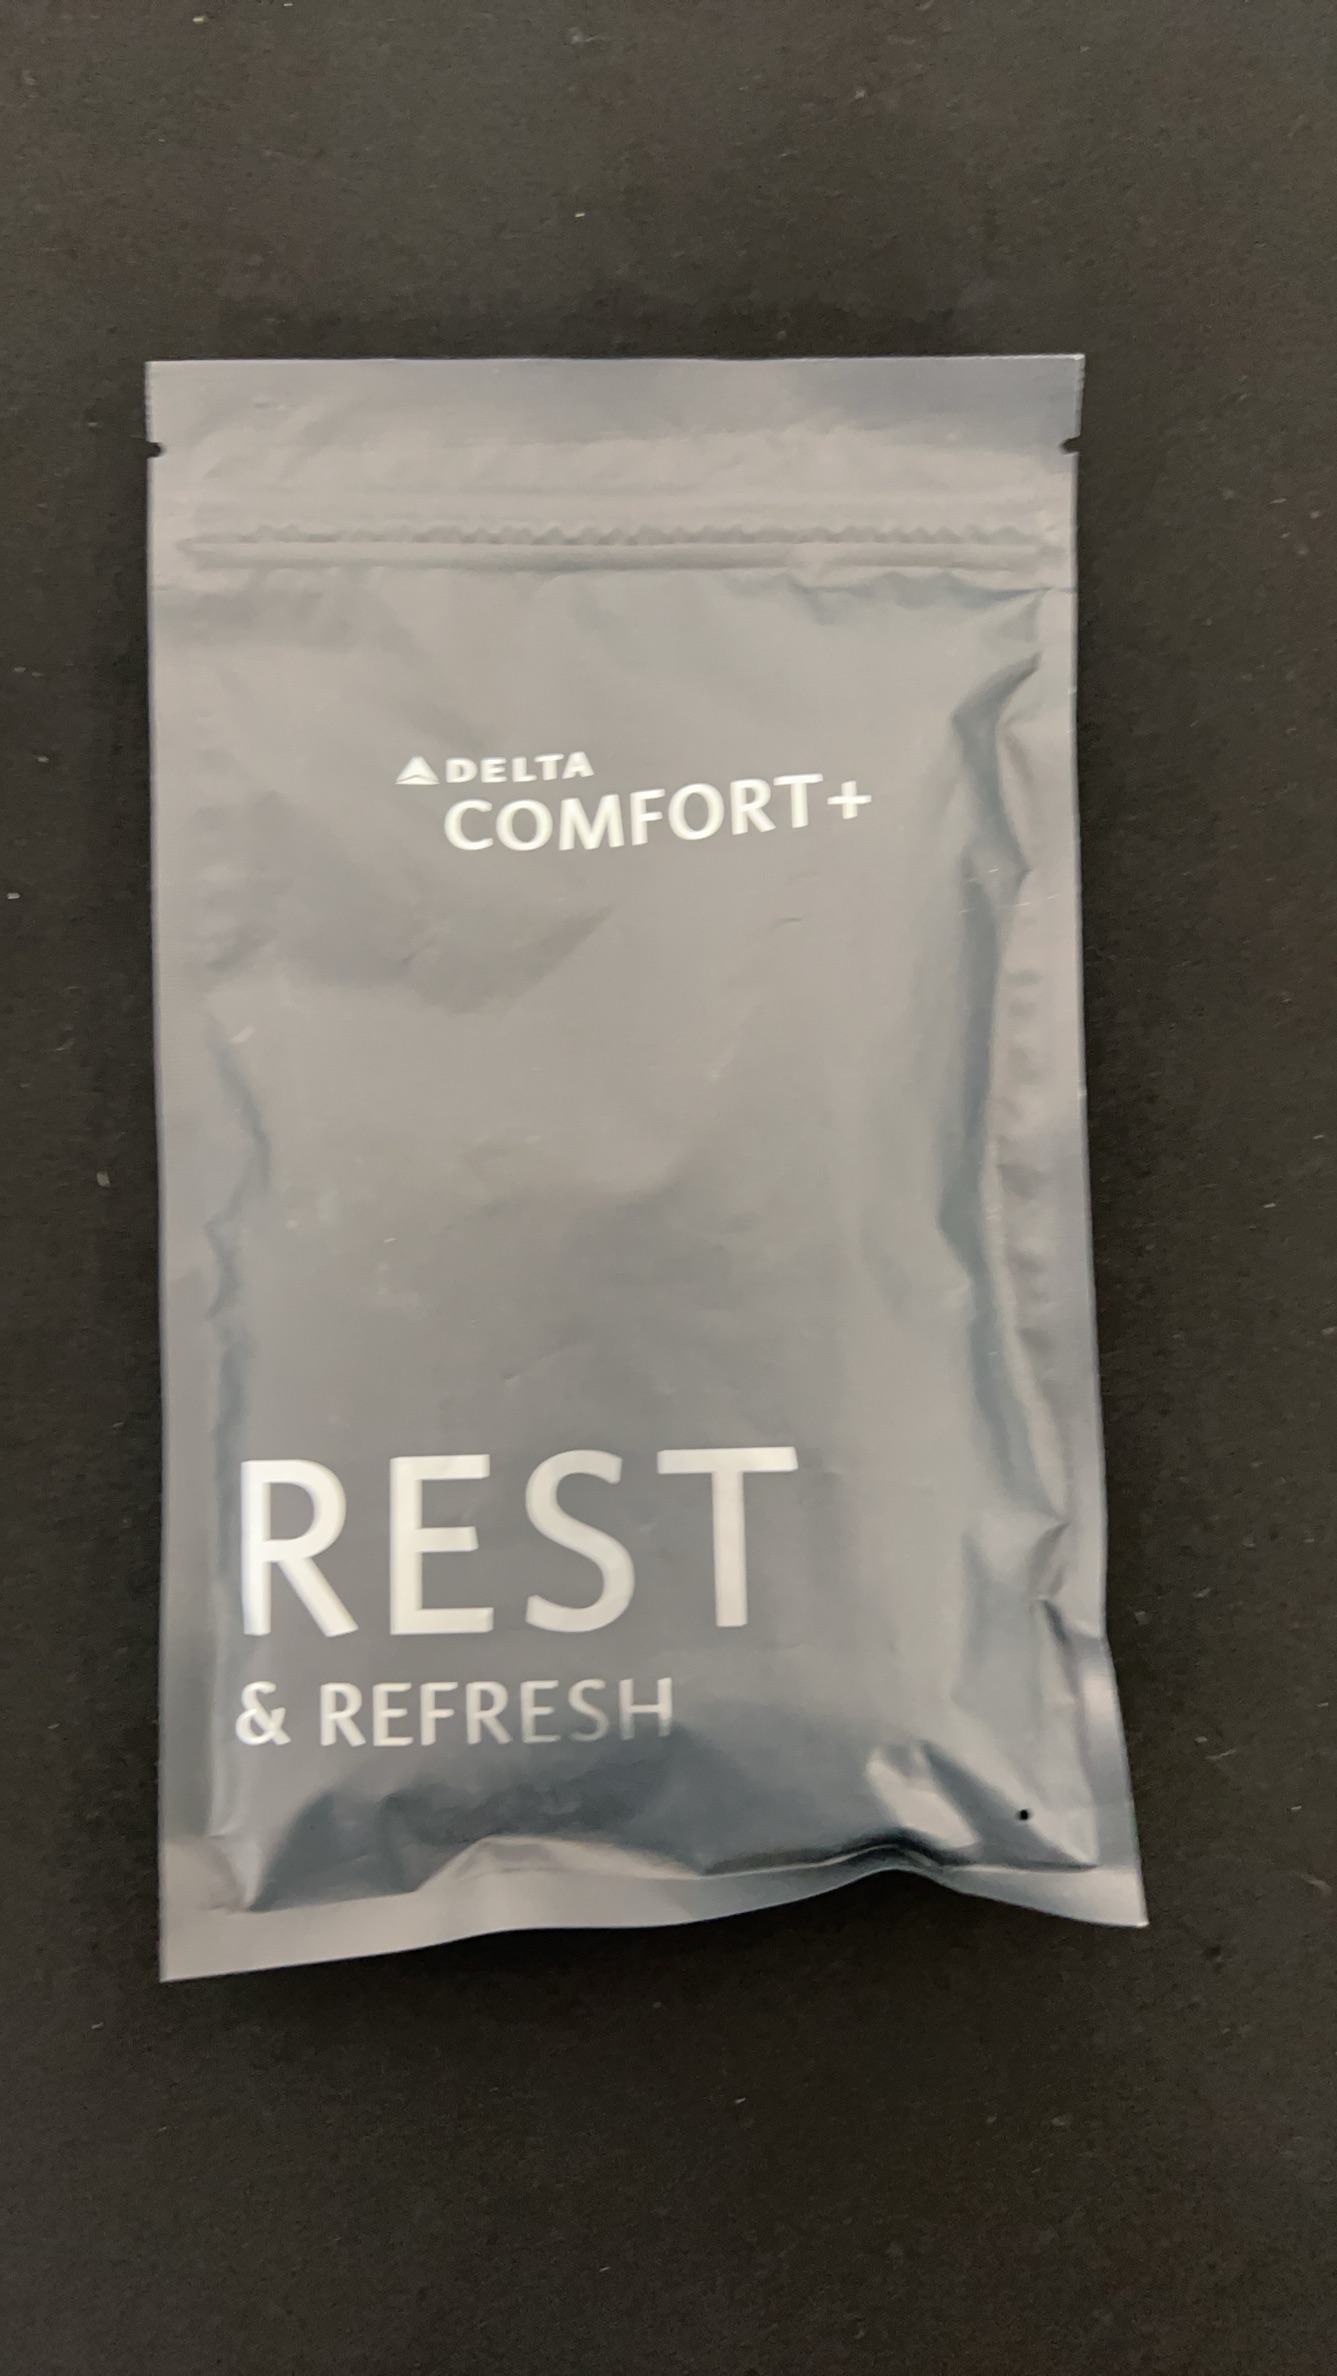 DELTA
COMFORT+
REST
& REFRESH